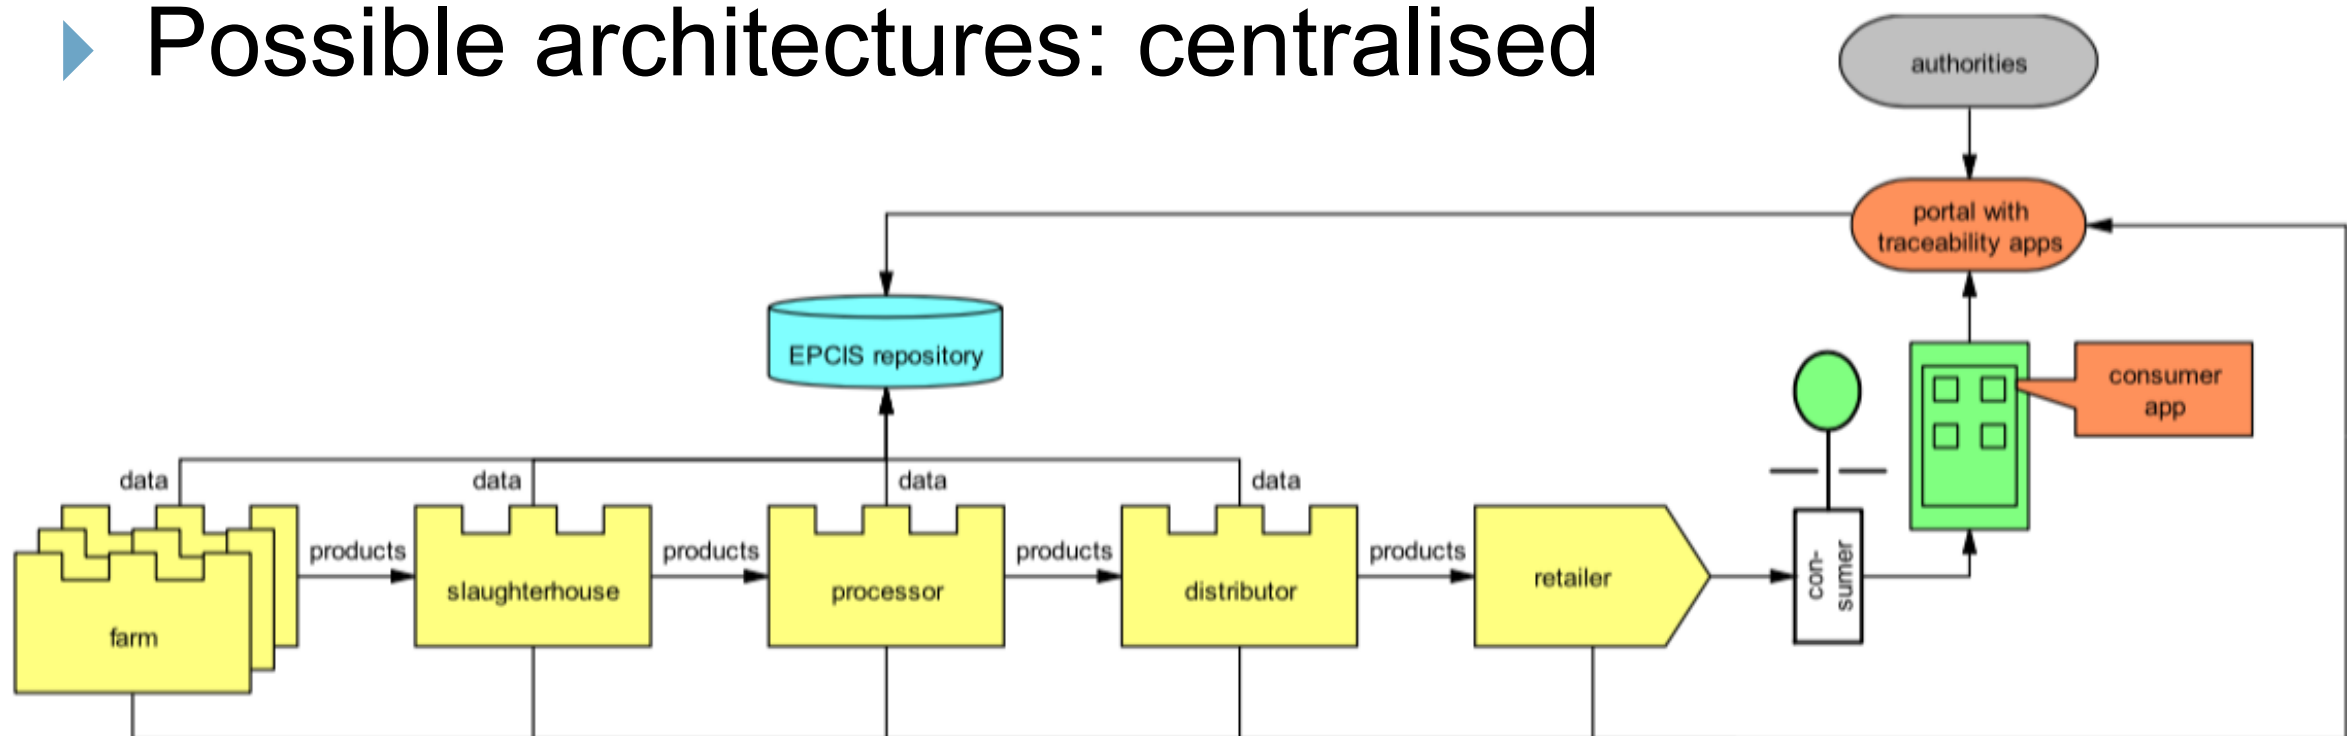 Possible architectures: centralised
authorities
portal with
traceability apps
EPCIS repository
consumer
app
data
data
data
data
products
products
products
products
farm
slaughterhouse
processor
distributor
retailer
con-
sumer